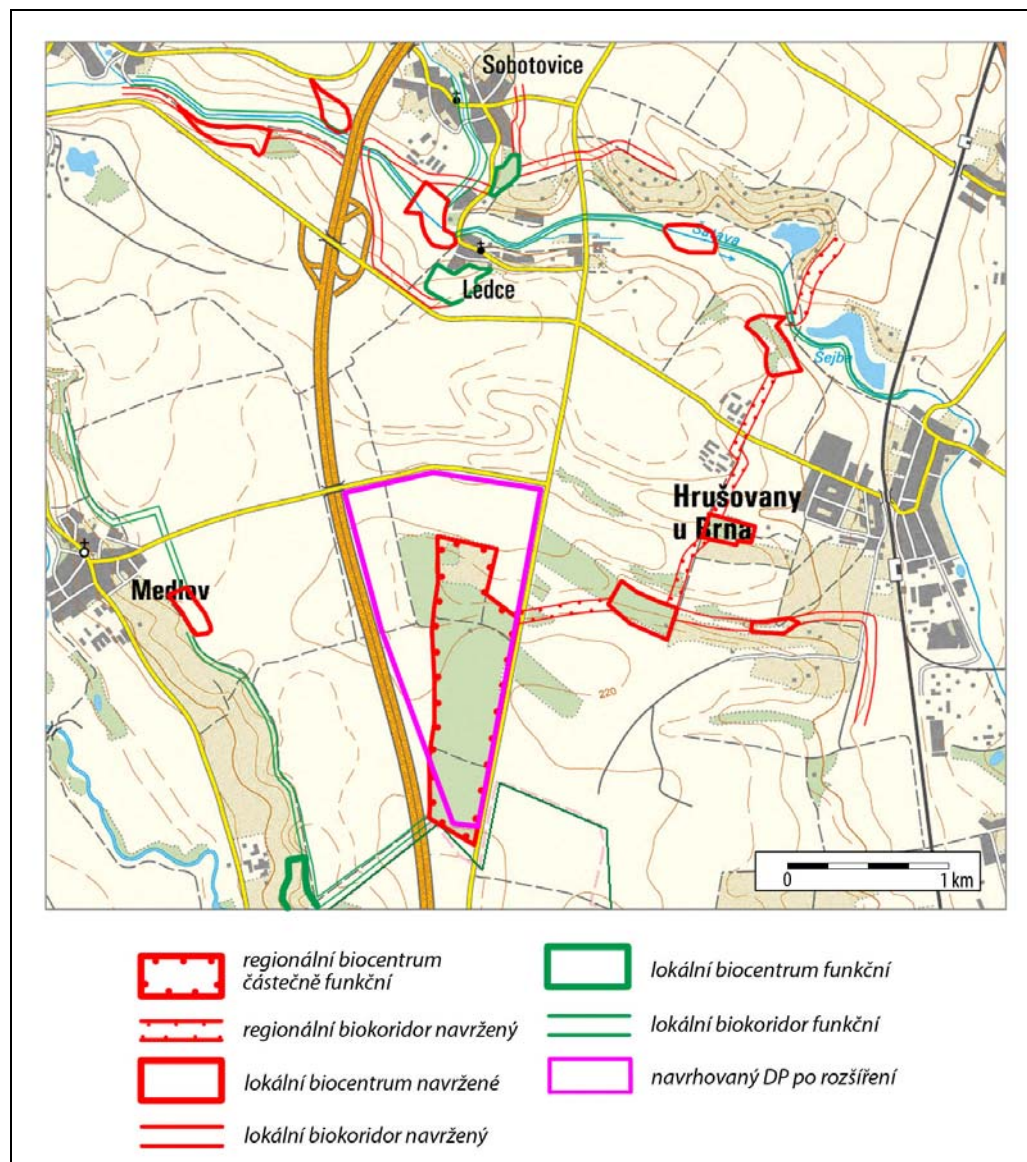 Sobotovice
Šatava
Ledce
Šejba
Hrušovany
u Brna
Medlov
220
0
1 km
regionální biocentrum
částečně funkční
regionální biokoridor navržený
lokální biocentrum navržené
lokální biokoridor navržený
lokální biocentrum funkční
lokální biokoridor funkční
navrhovaný DP po rozšíření